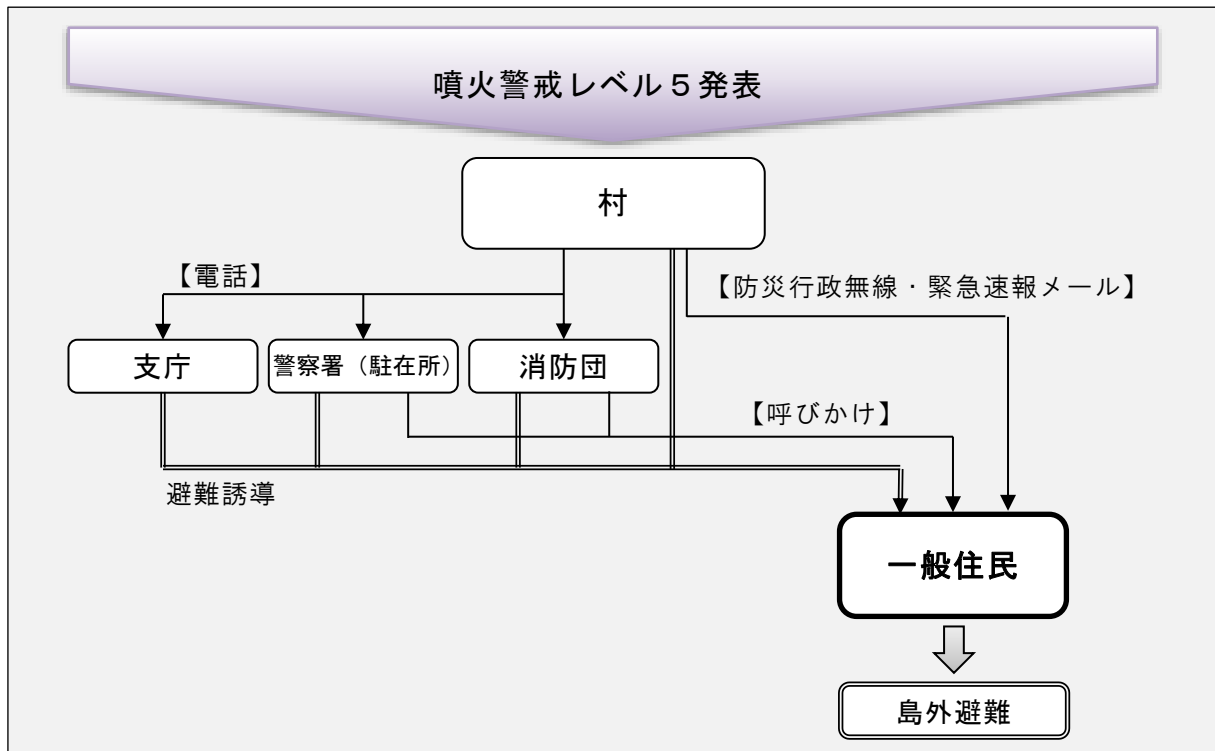 噴火警戒レベル５発表
村
【電話】
【防災行政無線・緊急速報メール】
支庁
警察署（駐在所）
消防団
【呼びかけ】
避難誘導
一般住民
島外避難